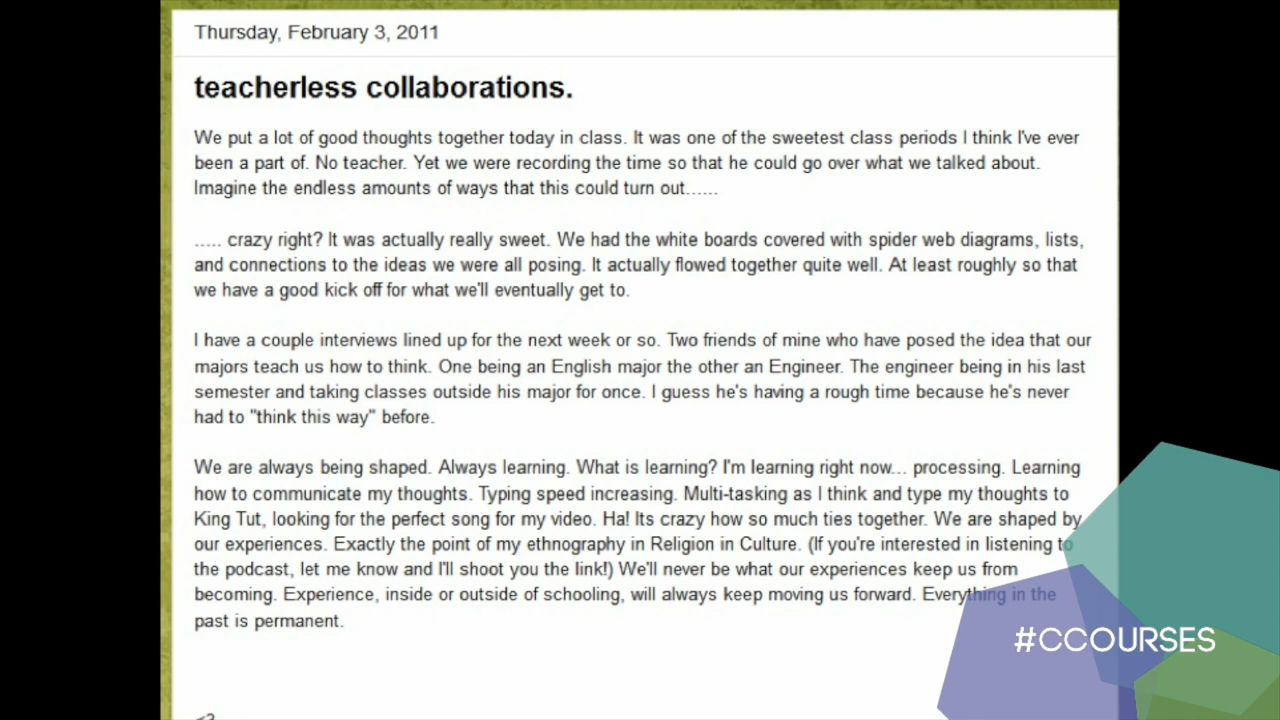 Thursday, February 3, 2011
teacherless collaborations.
We put a lot of good thoughts together today in class. It was one of the sweetest class periods I think I've ever
been a part of. No teacher. Yet we were recording the time so that he could go over what we talked about.
Imagine the endless amounts of ways that this could turn out......
..... crazy right? It was actually really sweet. We had the white boards covered with spider web diagrams, lists,
and connections to the ideas we were all posing. It actually flowed together quite well. At least roughly so that
we have a good kick off for what we'll eventually get to.
I have a couple interviews lined up for the next week or so. Two friends of mine who have posed the idea that our
majors teach us how to think. One being an English major the other an Engineer. The engineer being in his last
semester and taking classes outside his major for once. I guess he's having a rough time because he's never
had to "think this way" before.
We are always being shaped. Always learning. What is learning? I'm learning right now... processing. Learning
how to communicate my thoughts. Typing speed increasing. Multi-tasking as I think and type my thoughts to
King Tut, looking for the perfect song for my video. Ha! Its crazy how so much ties together. We are shaped by
our experiences. Exactly the point of my ethnography in Religion in Culture. (If you're interested in listening to
the podcast, let me know and I'll shoot you the link!) We'll never be what our experiences keep us from
becoming. Experience, inside or outside of schooling, will always keep moving us forward. Everything in the
past is permanent.
#CCOURSES